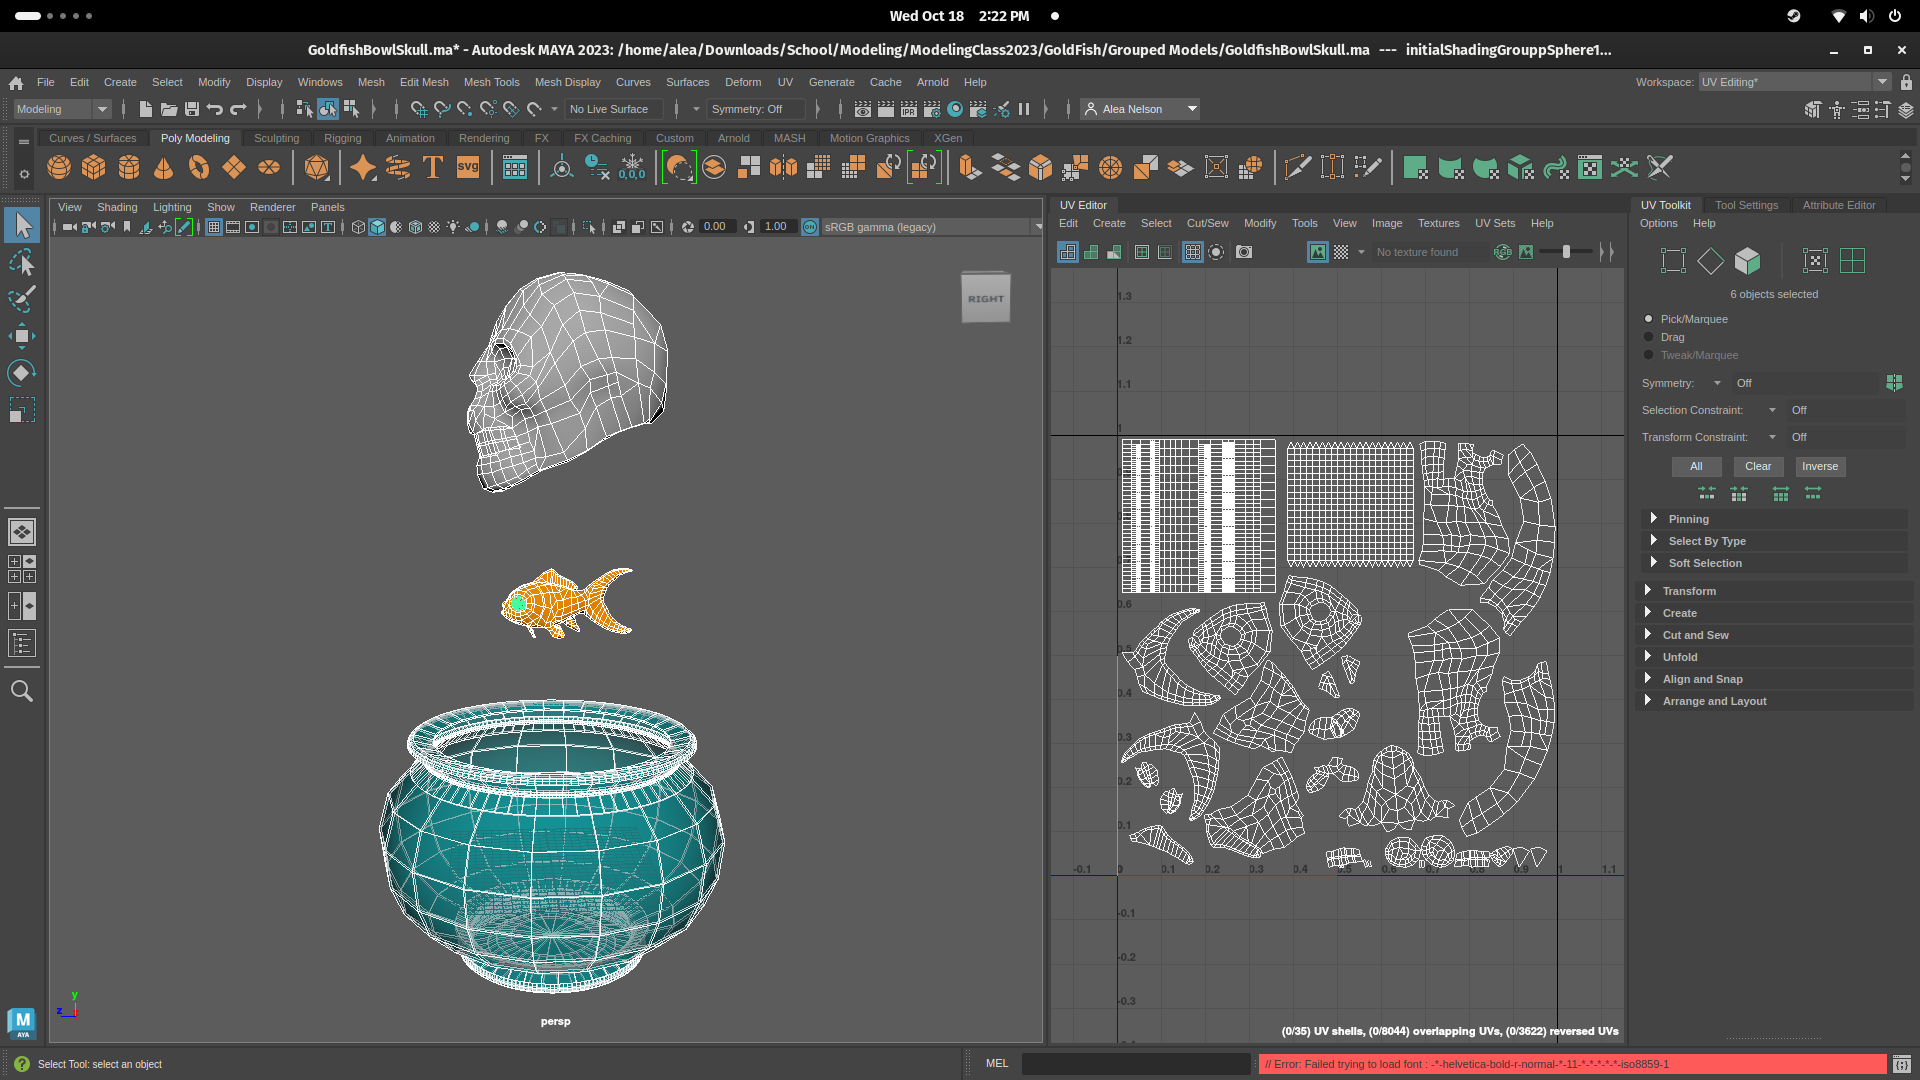 Wed Oct 18 2:22 PM
GoldfishBowlSkull.ma* - Autodesk MAYA 2023: /home/alea/Downloads/School/Modeling/ModelingClass2023/GoldFish/Grouped Models/GoldfishBowlSkull.ma --- initialShadingGrouppSphere1...
File Edit Create Select Modify Display Windows Mesh Edit Mesh Mesh Tools Mesh Display Curves Surfaces Deform UV Generate Cache Arnold Help
Workspace: UV Editing*
Modeling No Live Surface Symmetry: Off IPR Alea Nelson
Curves / Surfaces Poly Modeling Sculpting Rigging Animation Rendering FX FX Caching Custom Arnold MASH Motion Graphics XGen
T svg 0,0,0
View Shading Lighting Show Renderer Panels
0.00 1.00 ON sRGB gamma (legacy)
RIGHT
y
z
persp
UV Editor
Edit Create Select Cut/Sew Modify Tools View Image Textures UV Sets Help
No texture found RGB
1.3
1.2
1.1
1
0.6
0.5
0.4
0.3
0.2
0.1
-0.1 0 0.1 0.2 0.3 0.4 0.5 0.6 0.7 0.8 0.9 1 1.1
-0.1
-0.2
-0.3
(0/35) UV shells, (0/8044) overlapping UVs, (0/3622) reversed UVs
UV Toolkit Tool Settings Attribute Editor
Options Help
6 objects selected
Pick/Marquee
Drag
Tweak/Marquee
Symmetry: Off
Selection Constraint: Off
Transform Constraint: Off
All Clear Inverse
Pinning
Select By Type
Soft Selection
Transform
Create
Cut and Sew
Unfold
Align and Snap
Arrange and Layout
M
AYA
Select Tool: select an object
MEL
// Error: Failed trying to load font : -*-helvetica-bold-r-normal-*-11-*-*-*-*-*-iso8859-1